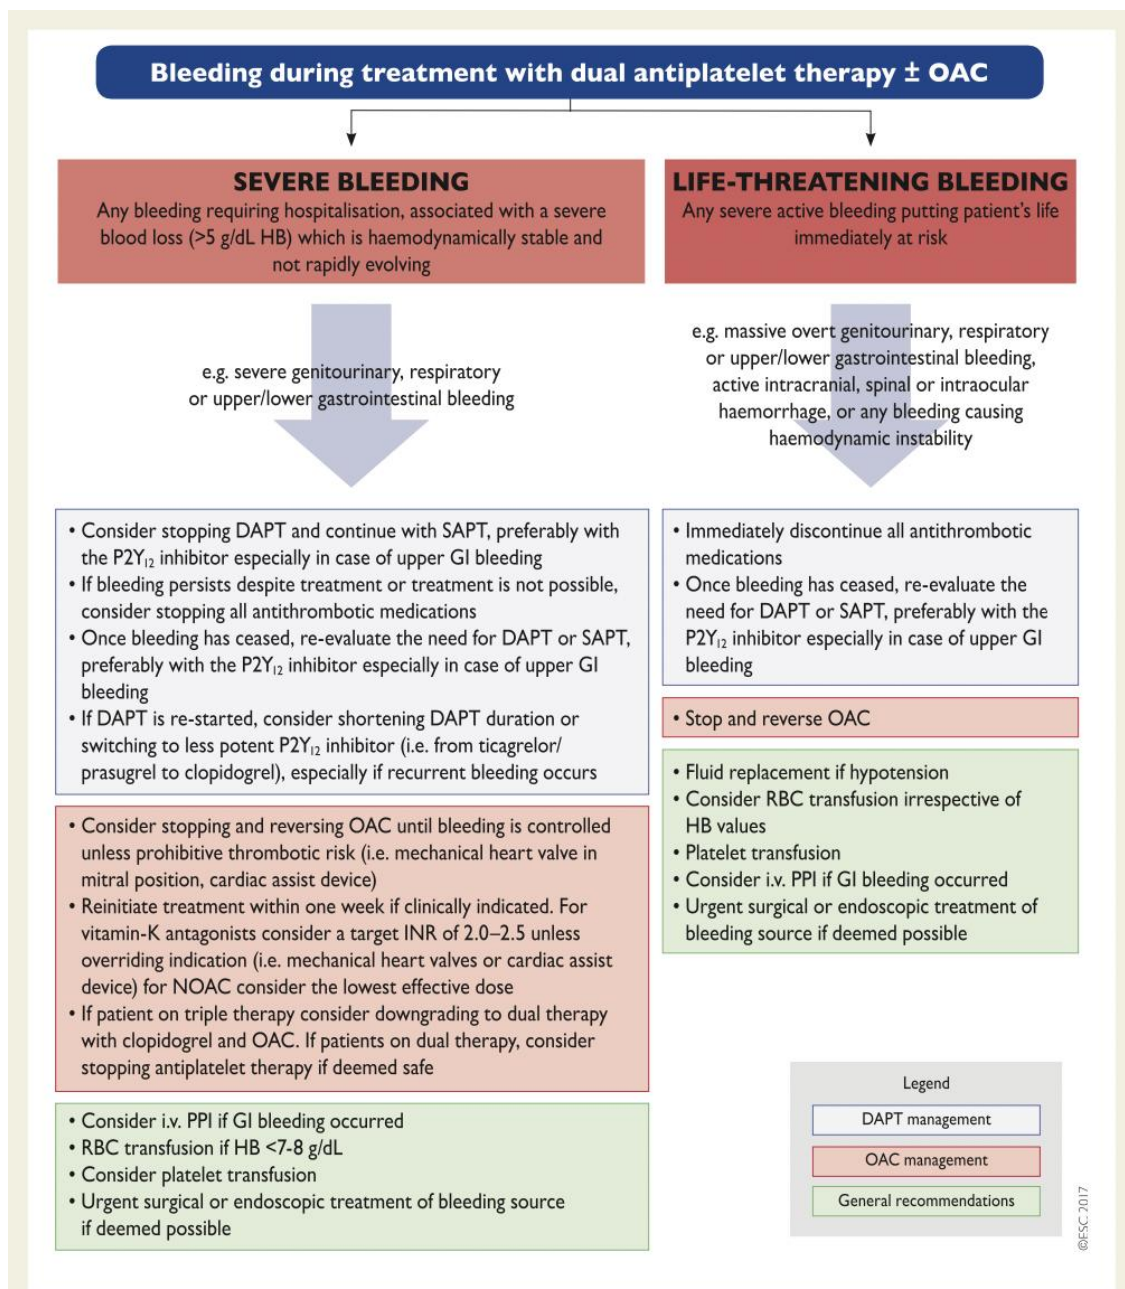 Bleeding during treatment with dual antiplatelet therapy ± OAC
SEVERE BLEEDING
Any bleeding requiring hospitalisation, associated with a severe
blood loss (>5 g/dL HB) which is haemodynamically stable and
not rapidly evolving
e.g. severe genitourinary, respiratory
or upper/lower gastrointestinal bleeding
• Consider stopping DAPT and continue with SAPT, preferably with
the P2Y₁₂ inhibitor especially in case of upper GI bleeding
• If bleeding persists despite treatment or treatment is not possible,
consider stopping all antithrombotic medications
• Once bleeding has ceased, re-evaluate the need for DAPT or SAPT,
preferably with the P2Y₁₂ inhibitor especially in case of upper GI
bleeding
• If DAPT is re-started, consider shortening DAPT duration or
switching to less potent P2Y₁₂ inhibitor (i.e. from ticagrelor/
prasugrel to clopidogrel), especially if recurrent bleeding occurs
• Consider stopping and reversing OAC until bleeding is controlled
unless prohibitive thrombotic risk (i.e. mechanical heart valve in
mitral position, cardiac assist device)
• Reinitiate treatment within one week if clinically indicated. For
vitamin-K antagonists consider a target INR of 2.0–2.5 unless
overriding indication (i.e. mechanical heart valves or cardiac assist
device) for NOAC consider the lowest effective dose
• If patient on triple therapy consider downgrading to dual therapy
with clopidogrel and OAC. If patients on dual therapy, consider
stopping antiplatelet therapy if deemed safe
• Consider i.v. PPI if GI bleeding occurred
• RBC transfusion if HB <7-8 g/dL
• Consider platelet transfusion
• Urgent surgical or endoscopic treatment of bleeding source
if deemed possible
LIFE-THREATENING BLEEDING
Any severe active bleeding putting patient's life
immediately at risk
e.g. massive overt genitourinary, respiratory
or upper/lower gastrointestinal bleeding,
active intracranial, spinal or intraocular
haemorrhage, or any bleeding causing
haemodynamic instability
• Immediately discontinue all antithrombotic
medications
• Once bleeding has ceased, re-evaluate the
need for DAPT or SAPT, preferably with the
P2Y₁₂ inhibitor especially in case of upper GI
bleeding
• Stop and reverse OAC
• Fluid replacement if hypotension
• Consider RBC transfusion irrespective of
HB values
• Platelet transfusion
• Consider i.v. PPI if GI bleeding occurred
• Urgent surgical or endoscopic treatment of
bleeding source if deemed possible
Legend
DAPT management
OAC management
General recommendations
©ESC 2017